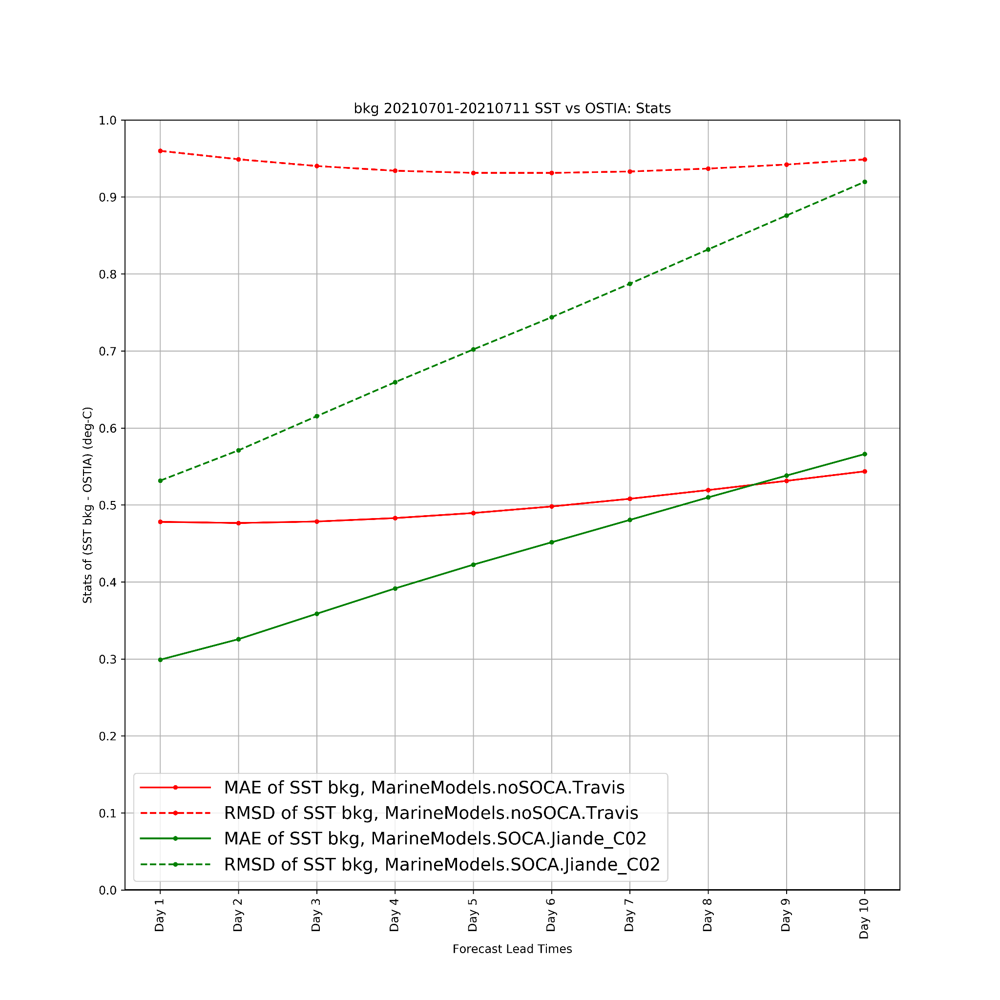 bkg 20210701-20210711 SST vs OSTIA: Stats
Stats of (SST bkg - OSTIA) (deg-C)
1.0
0.9
0.8
0.7
0.6
0.5
0.4
0.3
0.2
0.1
0.0
MAE of SST bkg, MarineModels.noSOCA.Travis
RMSD of SST bkg, MarineModels.noSOCA.Travis
MAE of SST bkg, MarineModels.SOCA.Jiande_C02
RMSD of SST bkg, MarineModels.SOCA.Jiande_C02
Day 1
Day 2
Day 3
Day 4
Day 5
Day 6
Day 7
Day 8
Day 9
Day 10
Forecast Lead Times